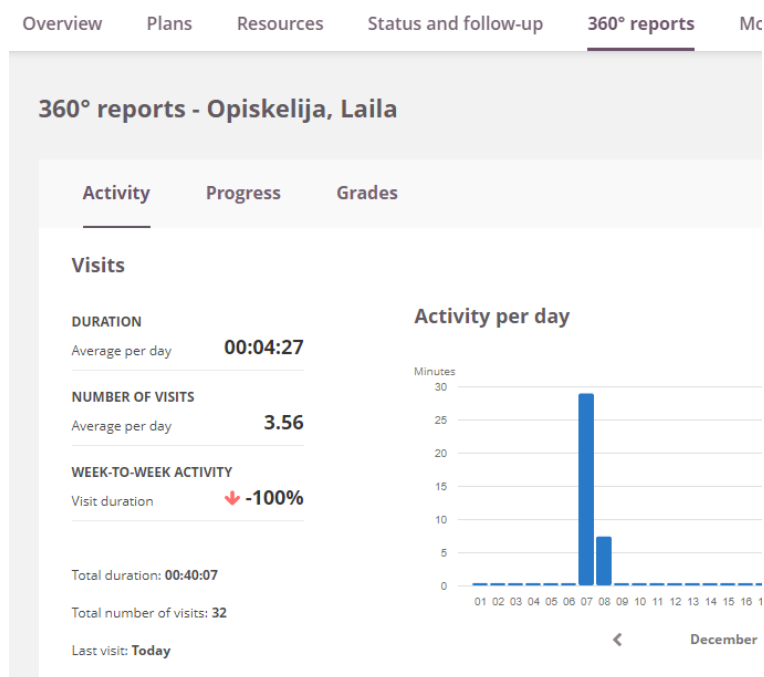 Overview Plans Resources Status and follow-up 360° reports
360° reports - Opiskelija, Laila
Activity Progress Grades
Visits
DURATION
Average per day 00:04:27
NUMBER OF VISITS
Average per day 3.56
WEEK-TO-WEEK ACTIVITY
Visit duration -100%
Total duration: 00:40:07
Total number of visits: 32
Last visit: Today
Activity per day
Minutes
30
25
20
15
10
5
0
01 02 03 04 05 06 07 08 09 10 11 12 13 14 15 16
December